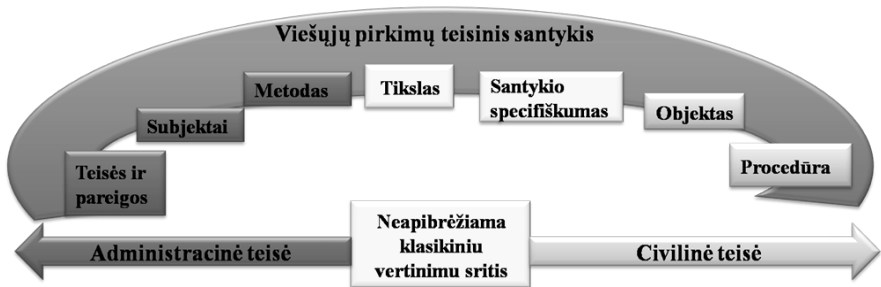 Viešųjų pirkimų teisinis santykis
Metodas
Tikslas
Santykio
specifiškumas
Subjektai
Objektas
Teisės ir
pareigos
Procedūra
Neapibrėžiama
klasikiniu
vertinimu sritis
Administracinė teisė
Civilinė teisė